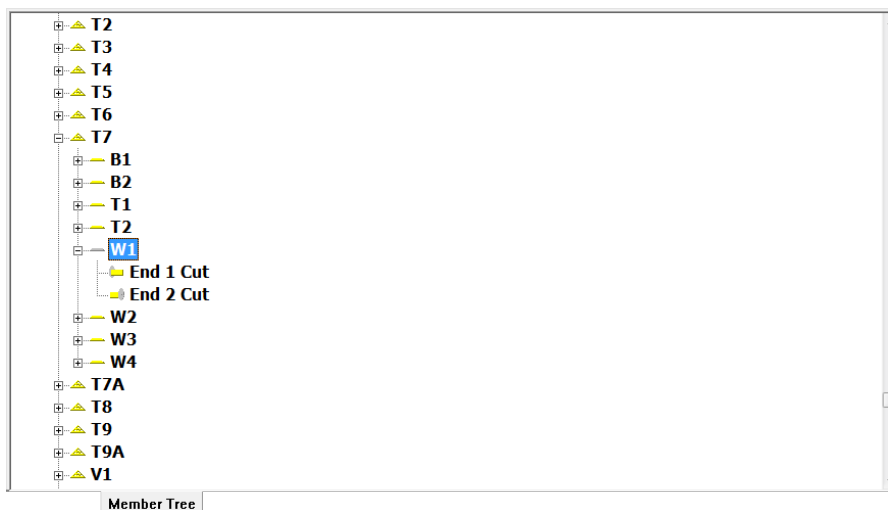 T2
T3
T4
T5
T6
T7
B1
B2
T1
T2
W1
End 1 Cut
End 2 Cut
W2
W3
W4
T7A
T8
T9
T9A
V1
Member Tree